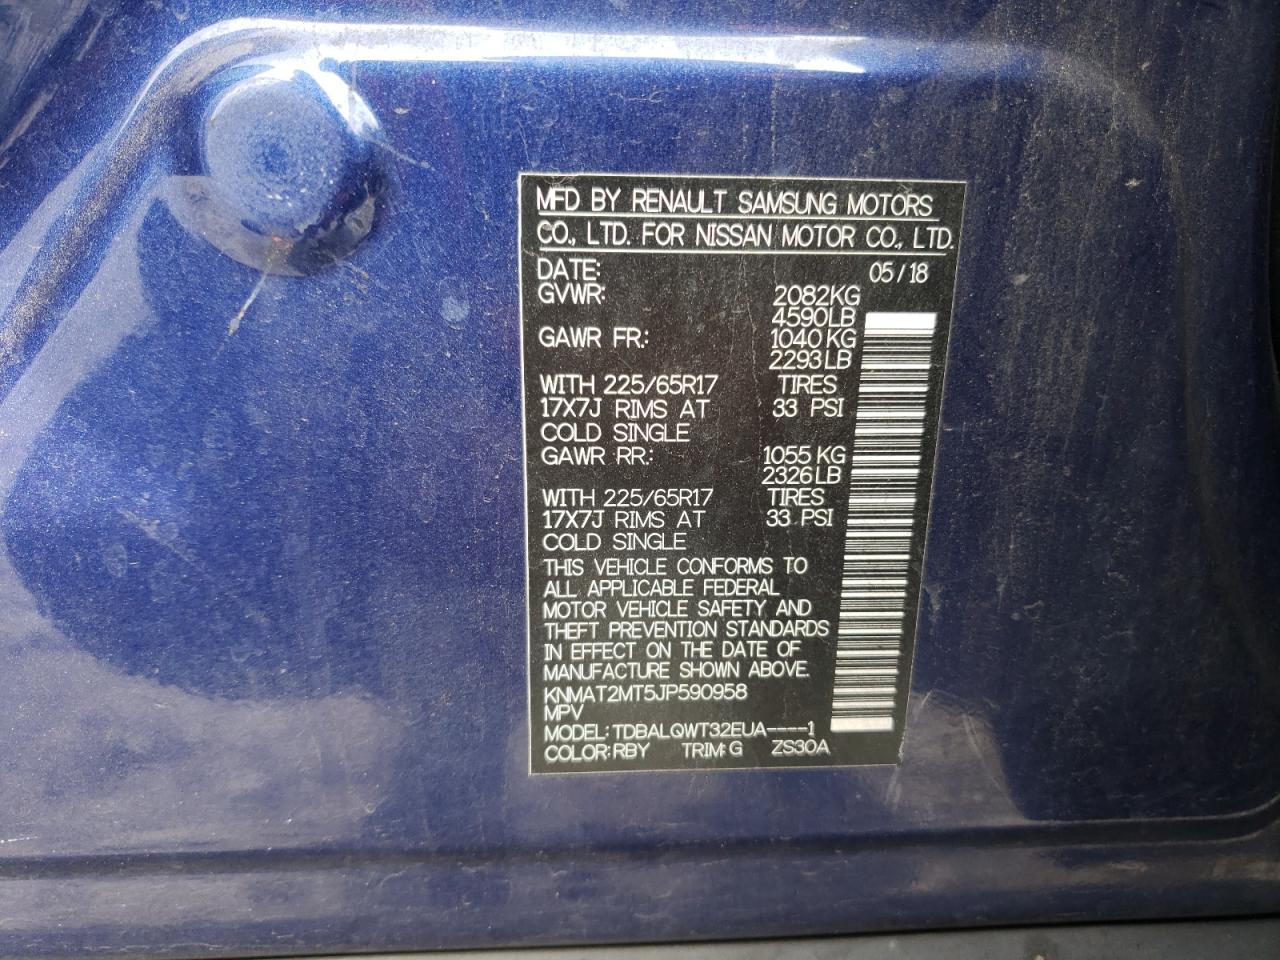 MFD BY RENAULT SAMSUNG MOTORS
CO., LTD. FOR NISSAN MOTOR CO., LTD.
DATE: 05/18
GVWR: 2082KG
4590LB
GAWR FR.: 1040KG
2293LB
WITH 225/65R17 TIRES
17X7J RIMS AT 33 PSI
COLD SINGLE
GAWR RR.: 1055KG
2326LB
WITH 225/65R17 TIRES
17X7J RIMS AT 33 PSI
COLD SINGLE
THIS VEHICLE CONFORMS TO
ALL APPLICABLE FEDERAL
MOTOR VEHICLE SAFETY AND
THEFT PREVENTION STANDARDS
IN EFFECT ON THE DATE OF
MANUFACTURE SHOWN ABOVE.
KNMAT2MT5JP590958
MPV
MODEL: TDBALQWT32EUA----1
COLOR: RBY TRIM: G ZS30A